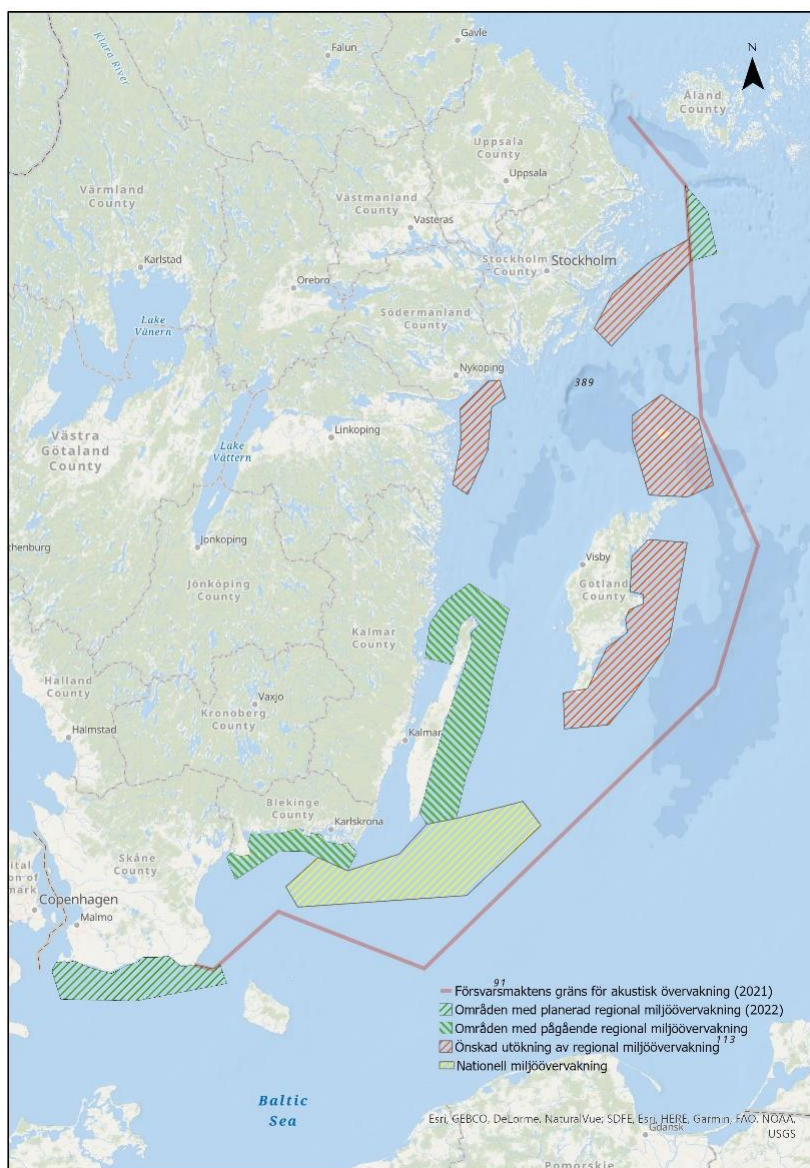 Gavle
Falun
Klara River
N
Åland
County
Uppsala
County
Uppsala
Värmland
County
Västmanland
County
Vasteras
Karlstad
Stockholm
County
Stockholm
Orebro
Södermanland
County
Lake
Vänern
Nykoping
389
Västra
Götaland
County
Linkoping
Lake
Vättern
Jonkoping
thenburg
Visby
Gotland
County
Jönköping
County
Kalmar
County
Halland
County
Vaxjo
Kronoberg
County
Halmstad
Kalmar
Blekinge
County
Karlskrona
Skåne
County
Copenhagen
Malmo
91
Försvarsmaktens gräns för akustisk övervakning (2021)
Områden med planerad regional miljöövervakning (2022)
Områden med pågående regional miljöövervakning
Önskad utökning av regional miljöövervakning
113
Nationell miljöövervakning
Baltic
Sea
Esri, GEBCO, DeLorme, NaturalVue; SDFE, Esri, HERE, Garmin, FAO, NOAA,
USGS
Gdansk
Pomorskie